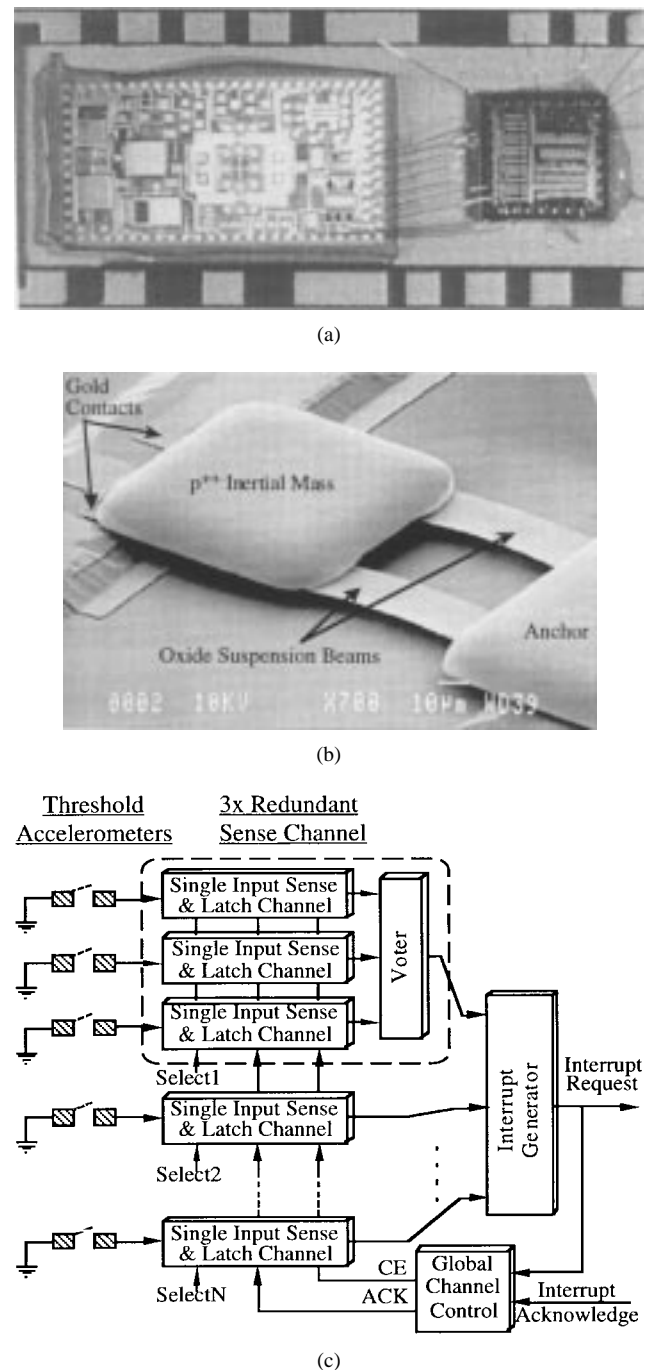 (a)
Gold
Contacts
p++ Inertial Mass
Anchor
Oxide Suspension Beams
0002 10KV X700 10μm WD39
(b)
Threshold
Accelerometers
3x Redundant
Sense Channel
Single Input Sense
& Latch Channel
Single Input Sense
& Latch Channel
Single Input Sense
& Latch Channel
Voter
Select1
Single Input Sense
& Latch Channel
Select2
Single Input Sense
& Latch Channel
SelectN
Interrupt
Generator
Interrupt
Request
CE
ACK
Global
Channel
Control
Interrupt
Acknowledge
(c)